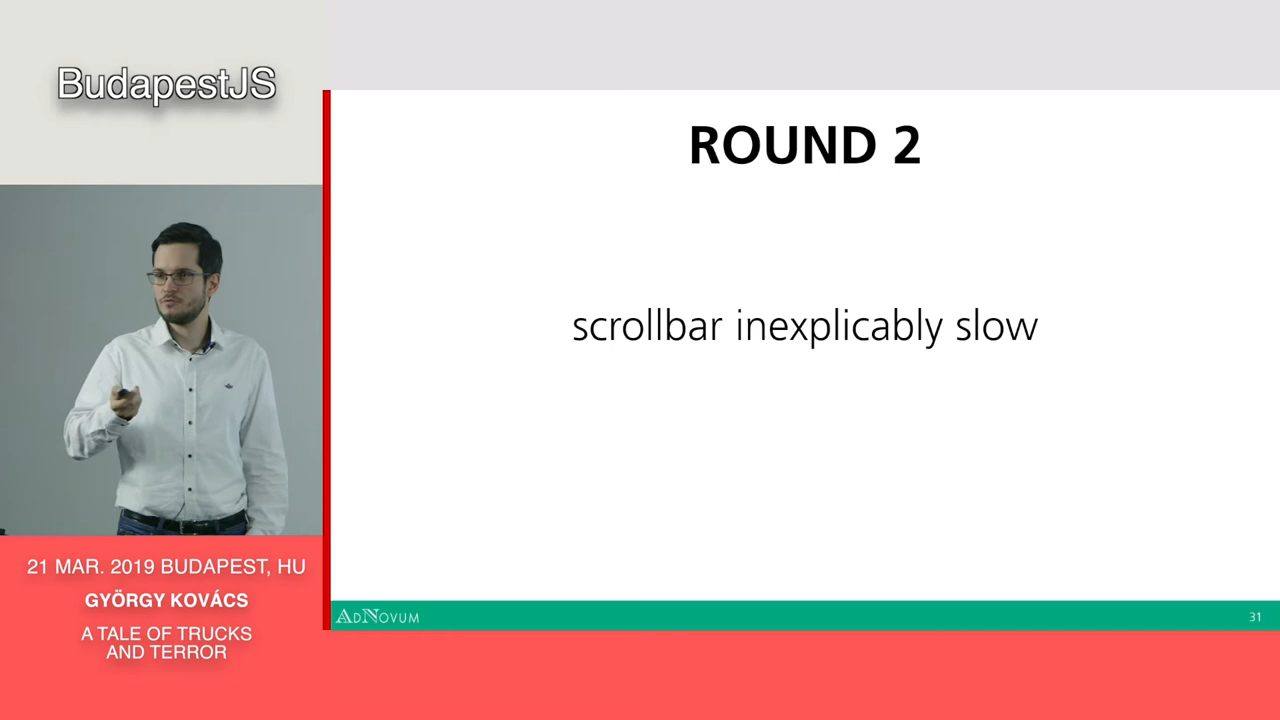 BudapestJS
ROUND 2
scrollbar inexplicably slow
21 MAR. 2019 BUDAPEST, HU
GYÖRGY KOVÁCS
A TALE OF TRUCKS
AND TERROR
ADNOVUM
31